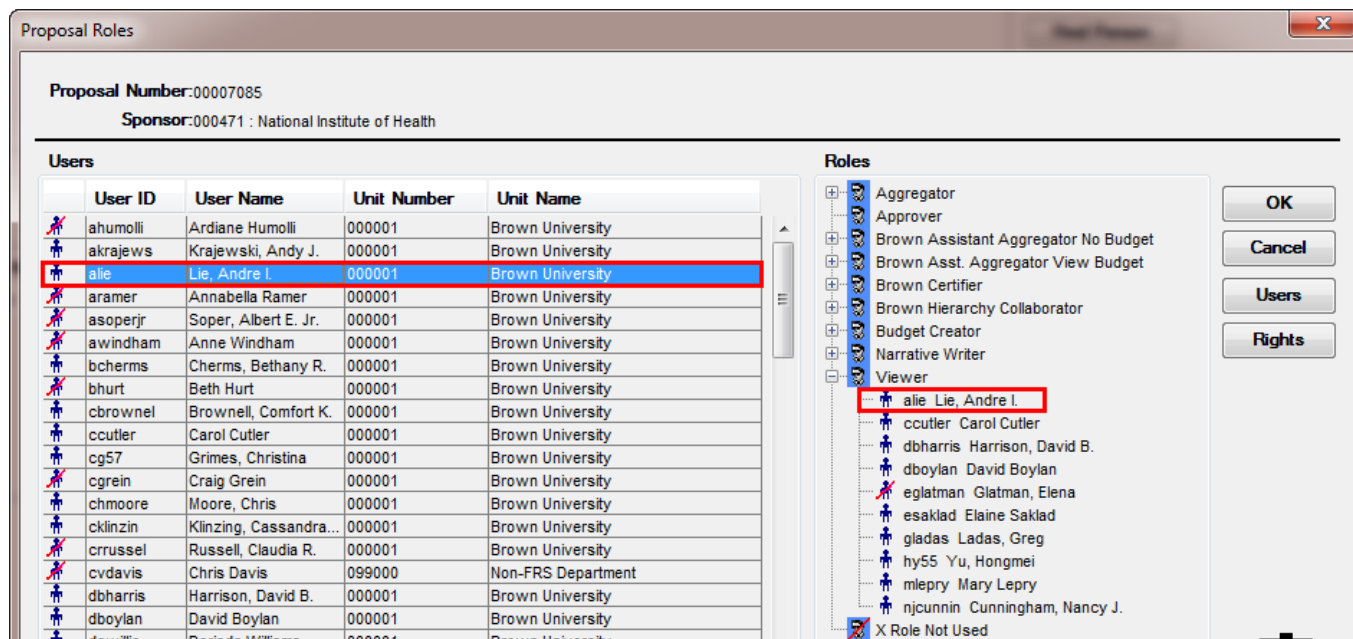 Proposal Roles
Proposal Number:00007085
Sponsor:000471 : National Institute of Health
Users
User ID User Name Unit Number Unit Name
ahumolli Ardiane Humolli 000001 Brown University
akrajews Krajewski, Andy J. 000001 Brown University
alie Lie, Andre I. 000001 Brown University
aramer Annabella Ramer 000001 Brown University
asoperjr Soper, Albert E. Jr. 000001 Brown University
awindham Anne Windham 000001 Brown University
bcherms Cherms, Bethany R. 000001 Brown University
bhurt Beth Hurt 000001 Brown University
cbrownel Brownell, Comfort K. 000001 Brown University
ccutler Carol Cutler 000001 Brown University
cg57 Grimes, Christina 000001 Brown University
cgrein Craig Grein 000001 Brown University
chmoore Moore, Chris 000001 Brown University
cklinzin Klinzing, Cassandra... 000001 Brown University
crrussel Russell, Claudia R. 000001 Brown University
cvdavis Chris Davis 099000 Non-FRS Department
dbharris Harrison, David B. 000001 Brown University
dboylan David Boylan 000001 Brown University
Roles
Aggregator
Approver
Brown Assistant Aggregator No Budget
Brown Asst. Aggregator View Budget
Brown Certifier
Brown Hierarchy Collaborator
Budget Creator
Narrative Writer
Viewer
alie Lie, Andre I.
ccutler Carol Cutler
dbharris Harrison, David B.
dboylan David Boylan
eglatman Glatman, Elena
esaklad Elaine Saklad
gladas Ladas, Greg
hy55 Yu, Hongmei
mlepry Mary Lepry
njcunnin Cunningham, Nancy J.
X Role Not Used
OK
Cancel
Users
Rights